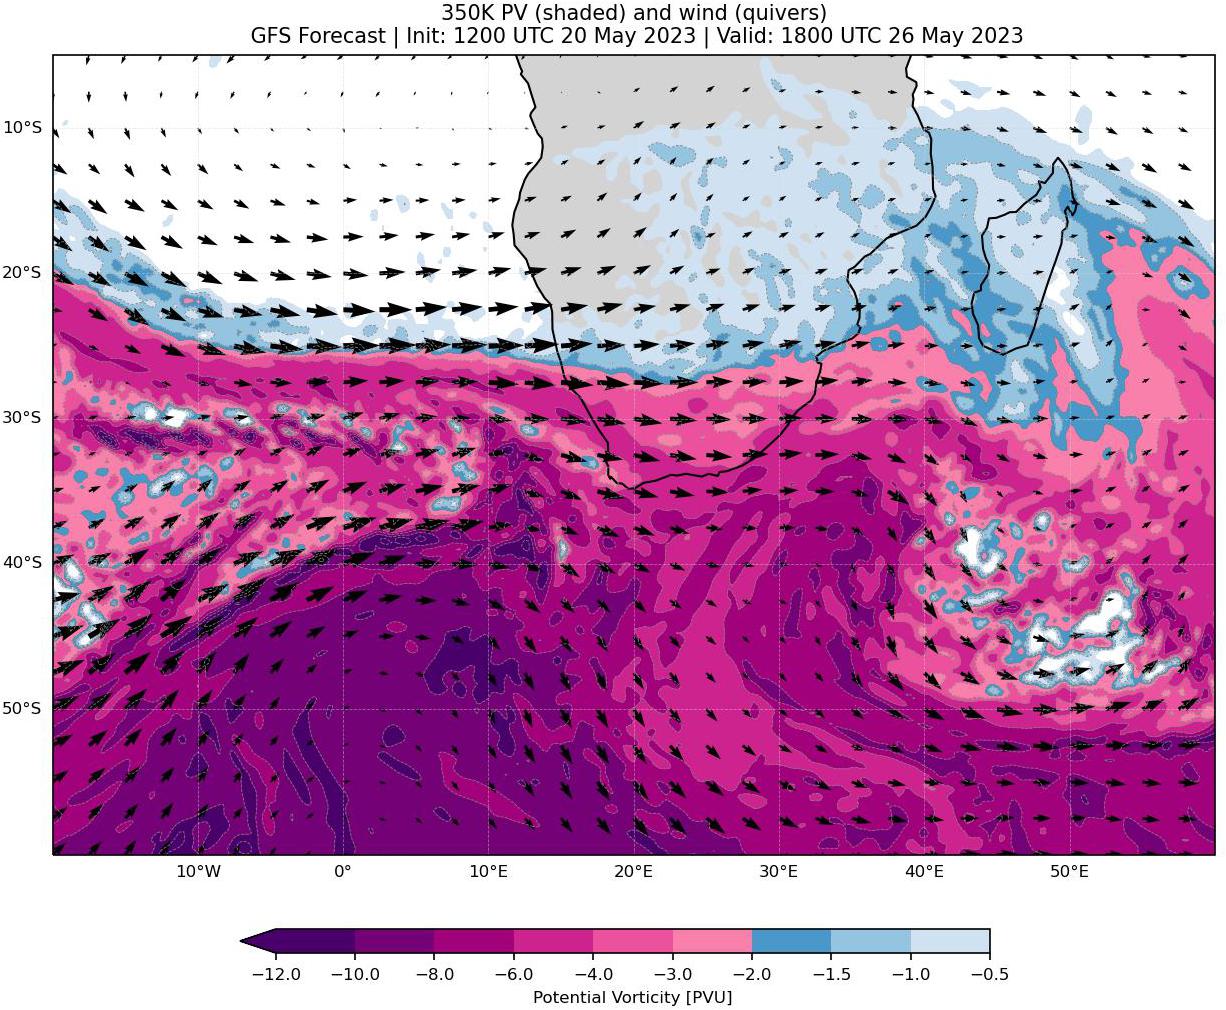 350K PV (shaded) and wind (quivers)
GFS Forecast | Init: 1200 UTC 20 May 2023 | Valid: 1800 UTC 26 May 2023
10°S
20°S
30°S
40°S
50°S
10°W 0° 10°E 20°E 30°E 40°E 50°E
−12.0 −10.0 −8.0 −6.0 −4.0 −3.0 −2.0 −1.5 −1.0 −0.5
Potential Vorticity [PVU]